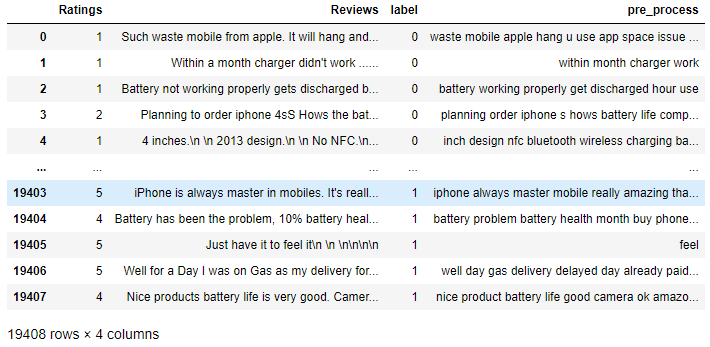 Ratings Reviews label pre_process
0 1 Such waste mobile from apple. It will hang and... 0 waste mobile apple hang u use app space issue ...
1 1 Within a month charger didn't work ...... 0 within month charger work
2 1 Battery not working properly gets discharged b... 0 battery working properly get discharged hour use
3 2 Planning to order iphone 4sS Hows the bat... 0 planning order iphone s hows battery life comp...
4 1 4 inches.\n \n 2013 design.\n \n No NFC.\n... 0 inch design nfc bluetooth wireless charging ba...
... ... ... ... ...
19403 5 iPhone is always master in mobiles. It's reall... 1 iphone always master mobile really amazing tha...
19404 4 Battery has been the problem, 10% battery heal... 1 battery problem battery health month buy phone...
19405 5 Just have it to feel it\n \n \n\n\n\n 1 feel
19406 5 Well for a Day I was on Gas as my delivery for... 1 well day gas delivery delayed day already paid...
19407 4 Nice products battery life is very good. Camer... 1 nice product battery life good camera ok amazo...
19408 rows × 4 columns